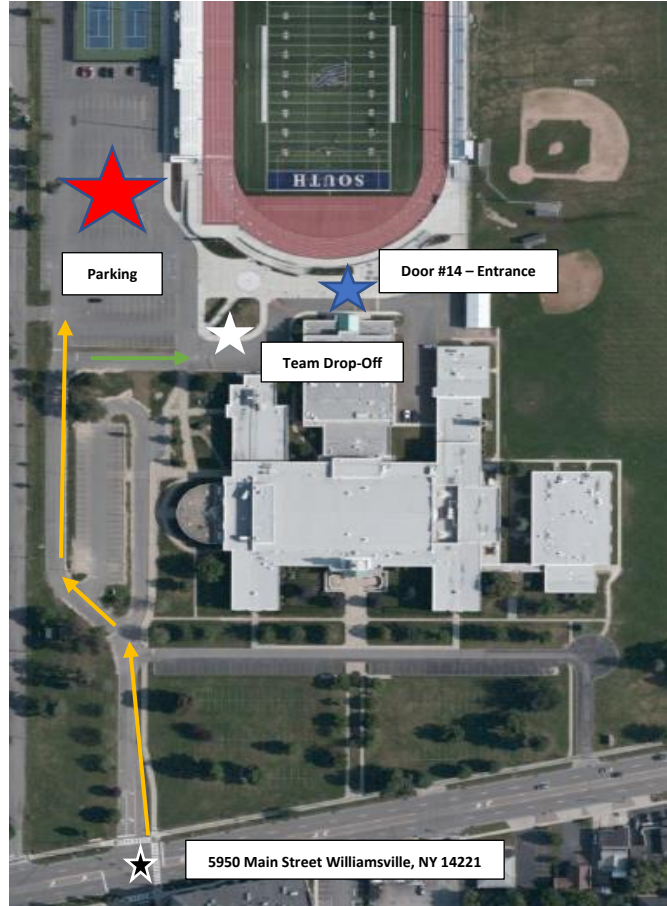 SOUTH
Parking
Door #14 – Entrance
Team Drop-Off
5950 Main Street Williamsville, NY 14221